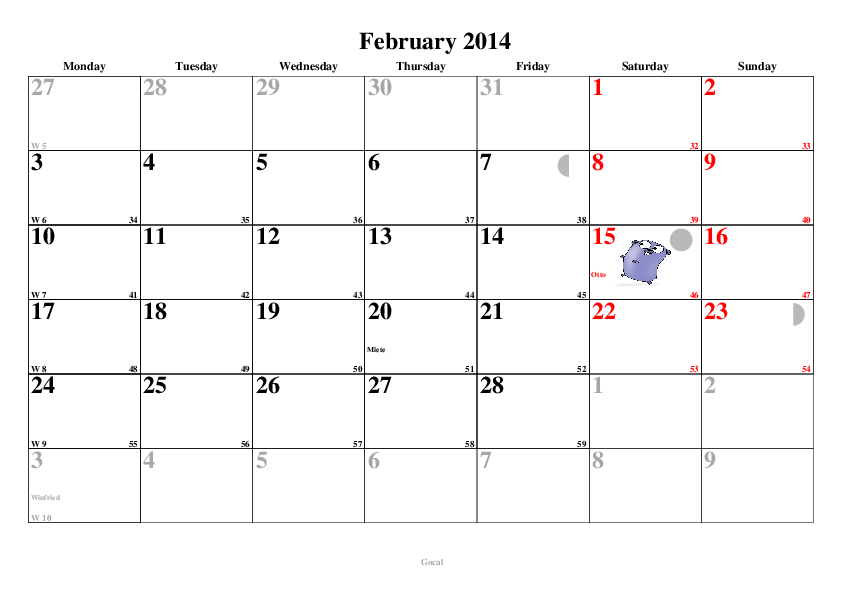 February 2014
Monday Tuesday Wednesday Thursday Friday Saturday Sunday
27 28 29 30 31 1 2
W 5 32 33
3 4 5 6 7 8 9
W 6 34 35 36 37 38 39 40
10 11 12 13 14 15 16
Otto
W 7 41 42 43 44 45 46 47
17 18 19 20 21 22 23
Miete
W 8 48 49 50 51 52 53 54
24 25 26 27 28 1 2
W 9 55 56 57 58 59
3 4 5 6 7 8 9
Winfried
W 10
Gocal